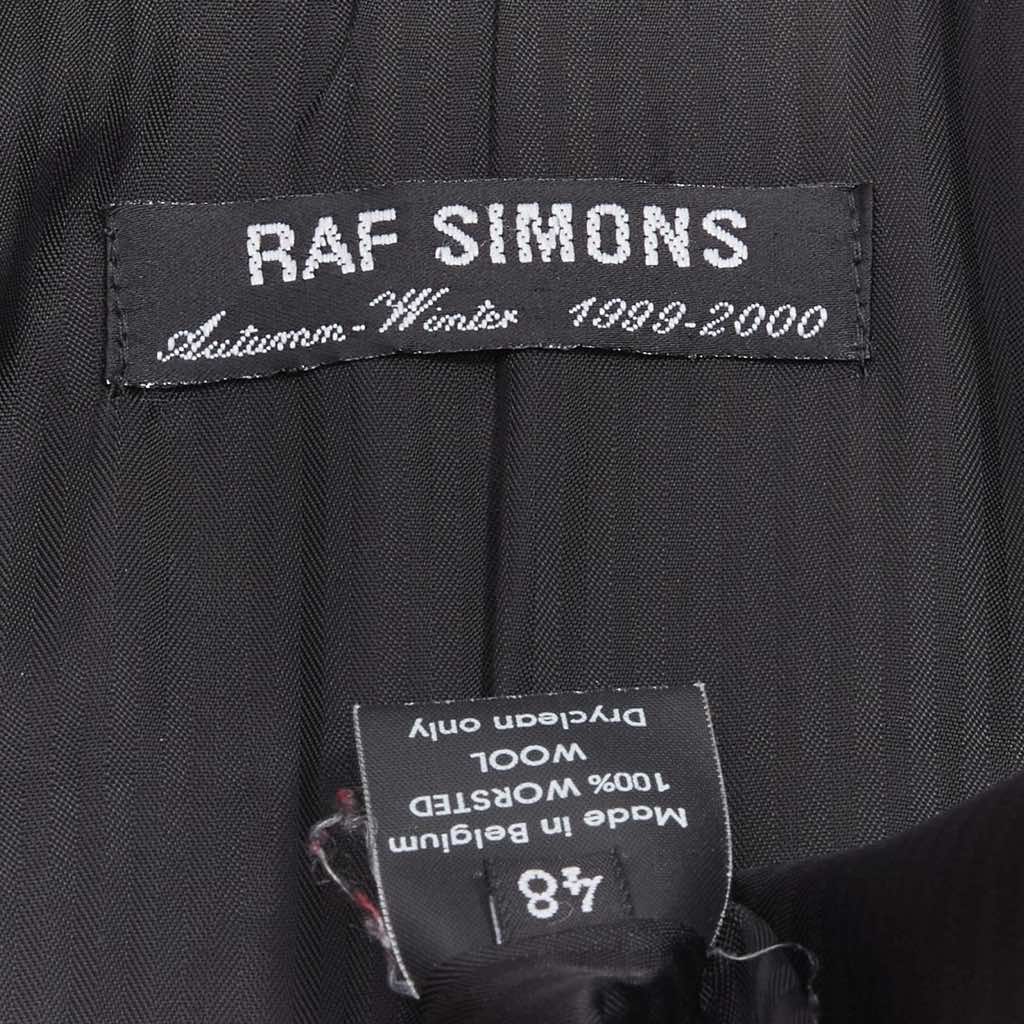 RAF SIMONS
Autumn-Winter 1999-2000
48
Made in Belgium
100% WORSTED
WOOL
Dryclean only